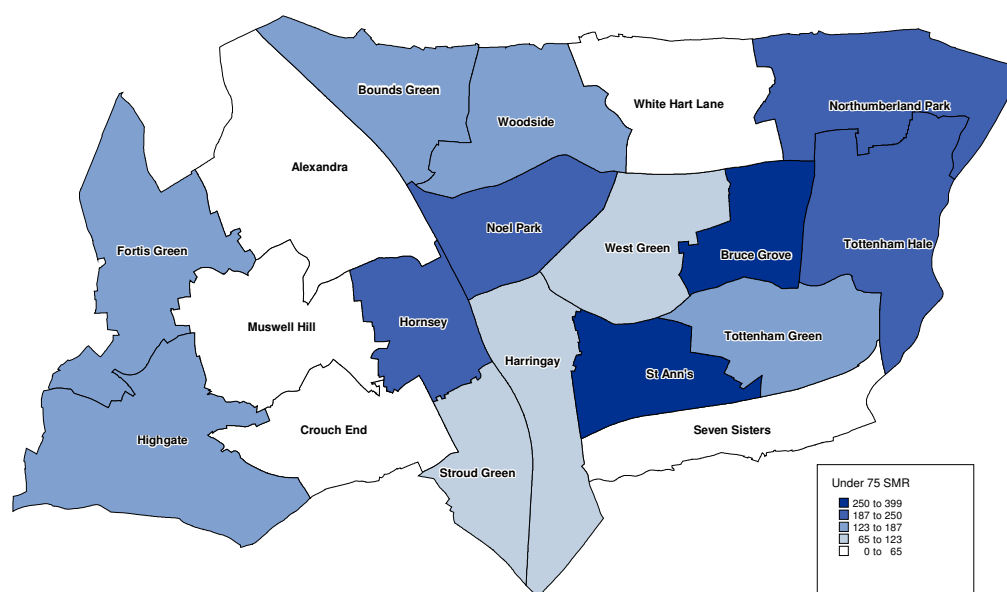 Bounds Green
White Hart Lane
Northumberland Park
Woodside
Alexandra
Noel Park
Fortis Green
West Green
Tottenham Hale
Bruce Grove
Muswell Hill
Hornsey
Tottenham Green
Harringay
St Ann's
Crouch End
Seven Sisters
Highgate
Stroud Green
Under 75 SMR
250 to 399
187 to 250
123 to 187
65 to 123
0 to 65